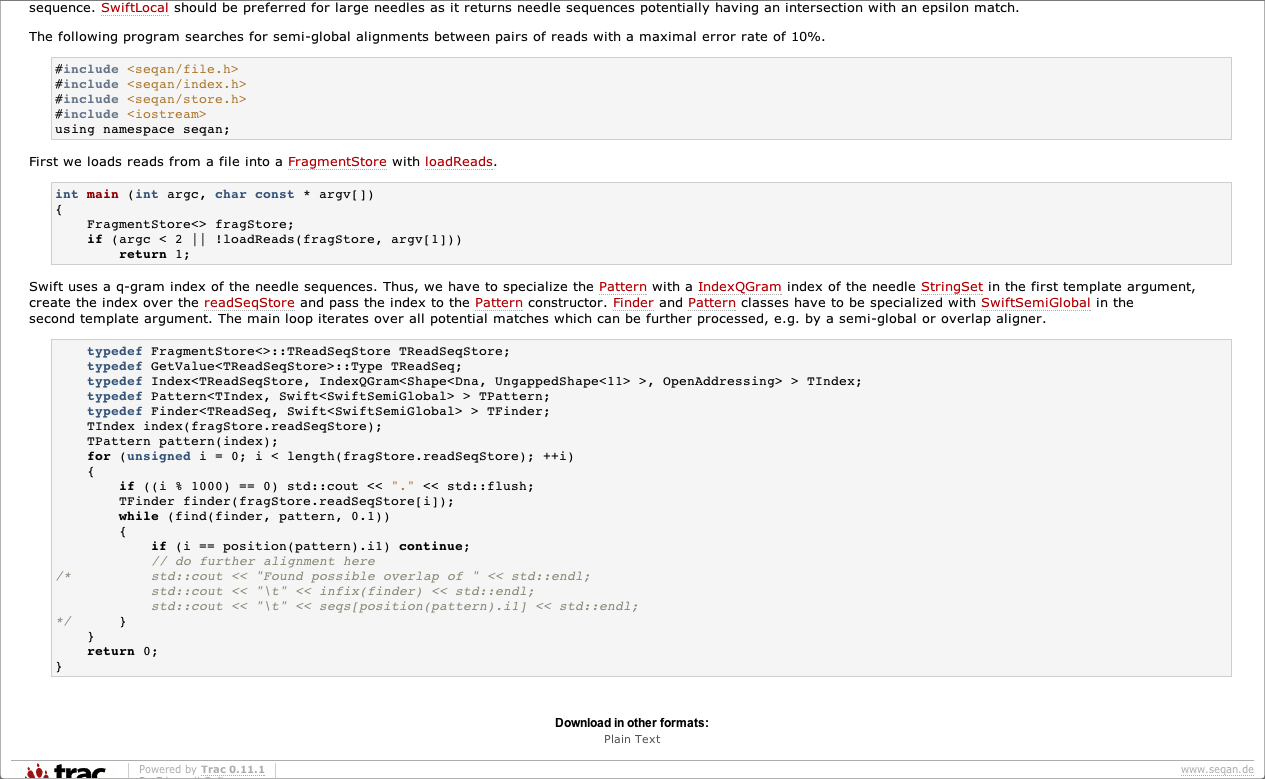 sequence. SwiftLocal should be preferred for large needles as it returns needle sequences potentially having an intersection with an epsilon match.
The following program searches for semi-global alignments between pairs of reads with a maximal error rate of 10%.
#include <seqan/file.h>
#include <seqan/index.h>
#include <seqan/store.h>
#include <iostream>
using namespace seqan;
First we loads reads from a file into a FragmentStore with loadReads.
int main (int argc, char const * argv[])
{
    FragmentStore<> fragStore;
    if (argc < 2 || !loadReads(fragStore, argv[1]))
        return 1;
Swift uses a q-gram index of the needle sequences. Thus, we have to specialize the Pattern with a IndexQGram index of the needle StringSet in the first template argument,
create the index over the readSeqStore and pass the index to the Pattern constructor. Finder and Pattern classes have to be specialized with SwiftSemiGlobal in the
second template argument. The main loop iterates over all potential matches which can be further processed, e.g. by a semi-global or overlap aligner.
    typedef FragmentStore<>::TReadSeqStore TReadSeqStore;
    typedef GetValue<TReadSeqStore>::Type TReadSeq;
    typedef Index<TReadSeqStore, IndexQGram<Shape<Dna, UngappedShape<11> >, OpenAddressing> > TIndex;
    typedef Pattern<TIndex, Swift<SwiftSemiGlobal> > TPattern;
    typedef Finder<TReadSeq, Swift<SwiftSemiGlobal> > TFinder;
    TIndex index(fragStore.readSeqStore);
    TPattern pattern(index);
    for (unsigned i = 0; i < length(fragStore.readSeqStore); ++i)
    {
        if ((i % 1000) == 0) std::cout << "." << std::flush;
        TFinder finder(fragStore.readSeqStore[i]);
        while (find(finder, pattern, 0.1))
        {
            if (i == position(pattern).i1) continue;
            // do further alignment here
/*          std::cout << "Found possible overlap of " << std::endl;
            std::cout << "\t" << infix(finder) << std::endl;
            std::cout << "\t" << seqs[position(pattern).i1] << std::endl;
*/      }
    }
    return 0;
}
Download in other formats:
Plain Text
trac Powered by Trac 0.11.1 www.seqan.de